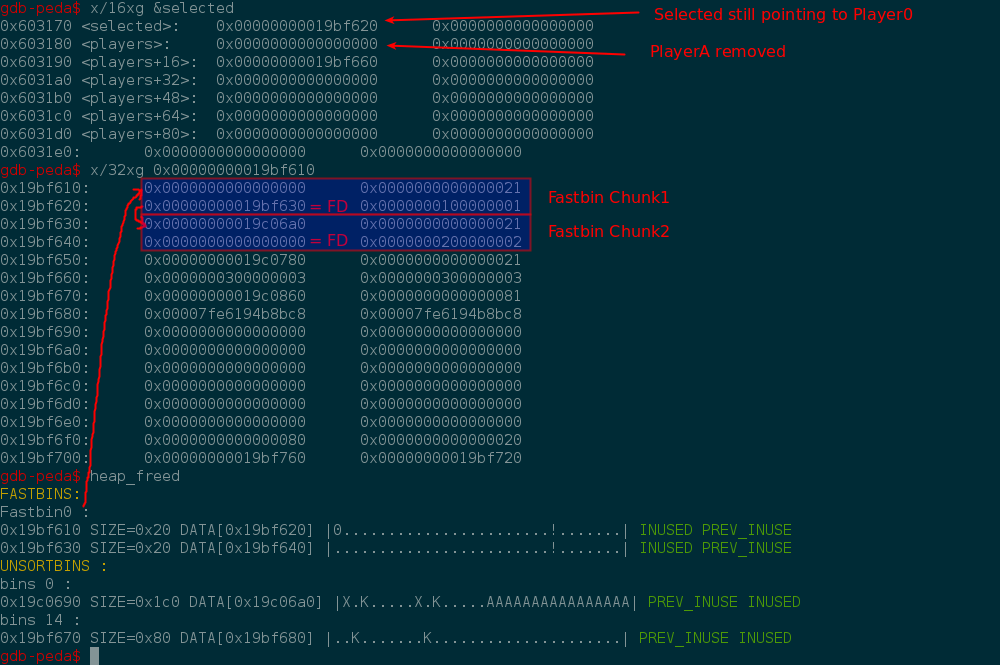 gdb-peda$ x/16xg &selected
0x603170 <selected>: 0x00000000019bf620 0x0000000000000000 Selected still pointing to Player0
0x603180 <players>: 0x0000000000000000 0x0000000000000000 PlayerA removed
0x603190 <players+16>: 0x00000000019bf660 0x0000000000000000
0x6031a0 <players+32>: 0x0000000000000000 0x0000000000000000
0x6031b0 <players+48>: 0x0000000000000000 0x0000000000000000
0x6031c0 <players+64>: 0x0000000000000000 0x0000000000000000
0x6031d0 <players+80>: 0x0000000000000000 0x0000000000000000
0x6031e0: 0x0000000000000000 0x0000000000000000
gdb-peda$ x/32xg 0x00000000019bf610
0x19bf610: 0x0000000000000000 0x0000000000000021 Fastbin Chunk1
0x19bf620: 0x00000000019bf630 = FD 0x0000000100000001
0x19bf630: 0x00000000019c06a0 0x0000000000000021 Fastbin Chunk2
0x19bf640: 0x0000000000000000 = FD 0x0000000200000002
0x19bf650: 0x00000000019c0780 0x0000000000000021
0x19bf660: 0x0000000300000003 0x0000000300000003
0x19bf670: 0x00000000019c0860 0x0000000000000081
0x19bf680: 0x00007fe6194b8bc8 0x00007fe6194b8bc8
0x19bf690: 0x0000000000000000 0x0000000000000000
0x19bf6a0: 0x0000000000000000 0x0000000000000000
0x19bf6b0: 0x0000000000000000 0x0000000000000000
0x19bf6c0: 0x0000000000000000 0x0000000000000000
0x19bf6d0: 0x0000000000000000 0x0000000000000000
0x19bf6e0: 0x0000000000000000 0x0000000000000000
0x19bf6f0: 0x0000000000000080 0x0000000000000020
0x19bf700: 0x00000000019bf760 0x00000000019bf720
gdb-peda$ heap_freed
FASTBINS:
Fastbin0 :
0x19bf610 SIZE=0x20 DATA[0x19bf620] |0.......................!.......| INUSED PREV_INUSE
0x19bf630 SIZE=0x20 DATA[0x19bf640] |........................!.......| INUSED PREV_INUSE
UNSORTBINS :
bins 0 :
0x19c0690 SIZE=0x1c0 DATA[0x19c06a0] |X.K.....X.K.....AAAAAAAAAAAAAAAA| PREV_INUSE INUSED
bins 14 :
0x19bf670 SIZE=0x80 DATA[0x19bf680] |..K.......K.....................| PREV_INUSE INUSED
gdb-peda$